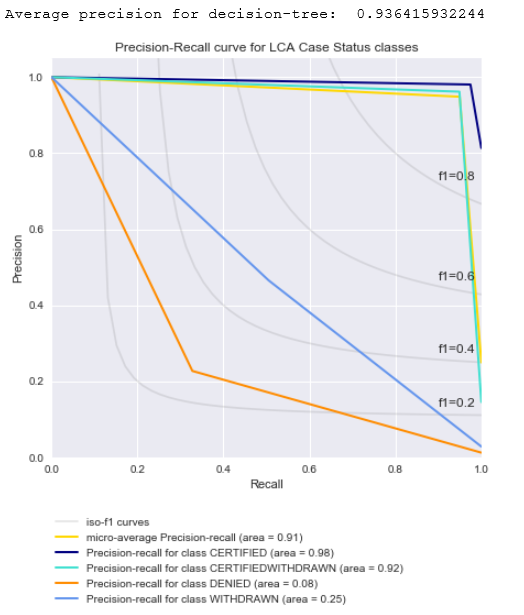 Average precision for decision-tree:  0.936415932244
Precision-Recall curve for LCA Case Status classes
1.0
0.8
f1=0.8
0.6
Precision
f1=0.6
0.4
f1=0.4
0.2
f1=0.2
0.0
0.0 0.2 0.4 0.6 0.8 1.0
Recall
iso-f1 curves
micro-average Precision-recall (area = 0.91)
Precision-recall for class CERTIFIED (area = 0.98)
Precision-recall for class CERTIFIEDWITHDRAWN (area = 0.92)
Precision-recall for class DENIED (area = 0.08)
Precision-recall for class WITHDRAWN (area = 0.25)